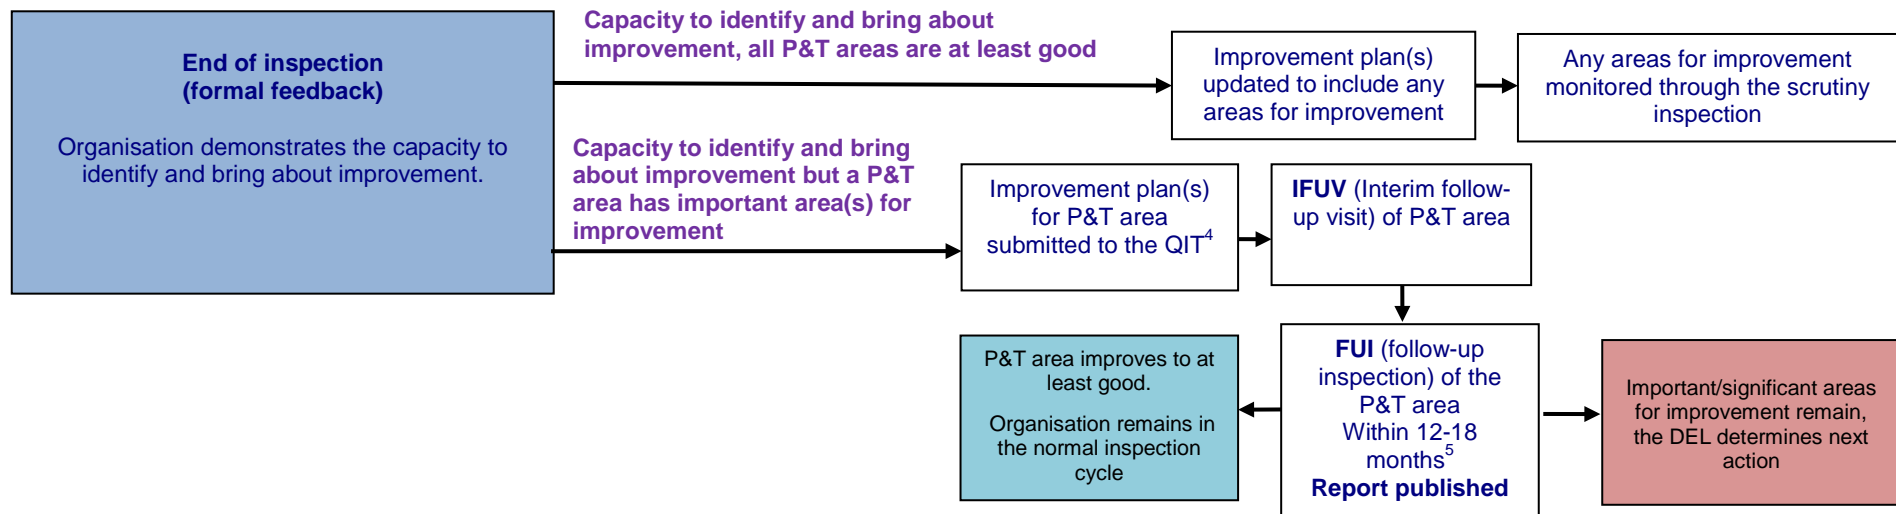 End of inspection
(formal feedback)
Organisation demonstrates the capacity to
identify and bring about improvement.
Capacity to identify and bring about
improvement, all P&T areas are at least good
Improvement plan(s)
updated to include any
areas for improvement
Any areas for improvement
monitored through the scrutiny
inspection
Capacity to identify and bring
about improvement but a P&T
area has important area(s) for
improvement
Improvement plan(s)
for P&T area
submitted to the QIT4
IFUV (Interim follow-
up visit) of P&T area
FUI (follow-up
inspection) of the
P&T area
Within 12-18
months5
Report published
P&T area improves to at
least good.
Organisation remains in
the normal inspection
cycle
Important/significant areas
for improvement remain,
the DEL determines next
action